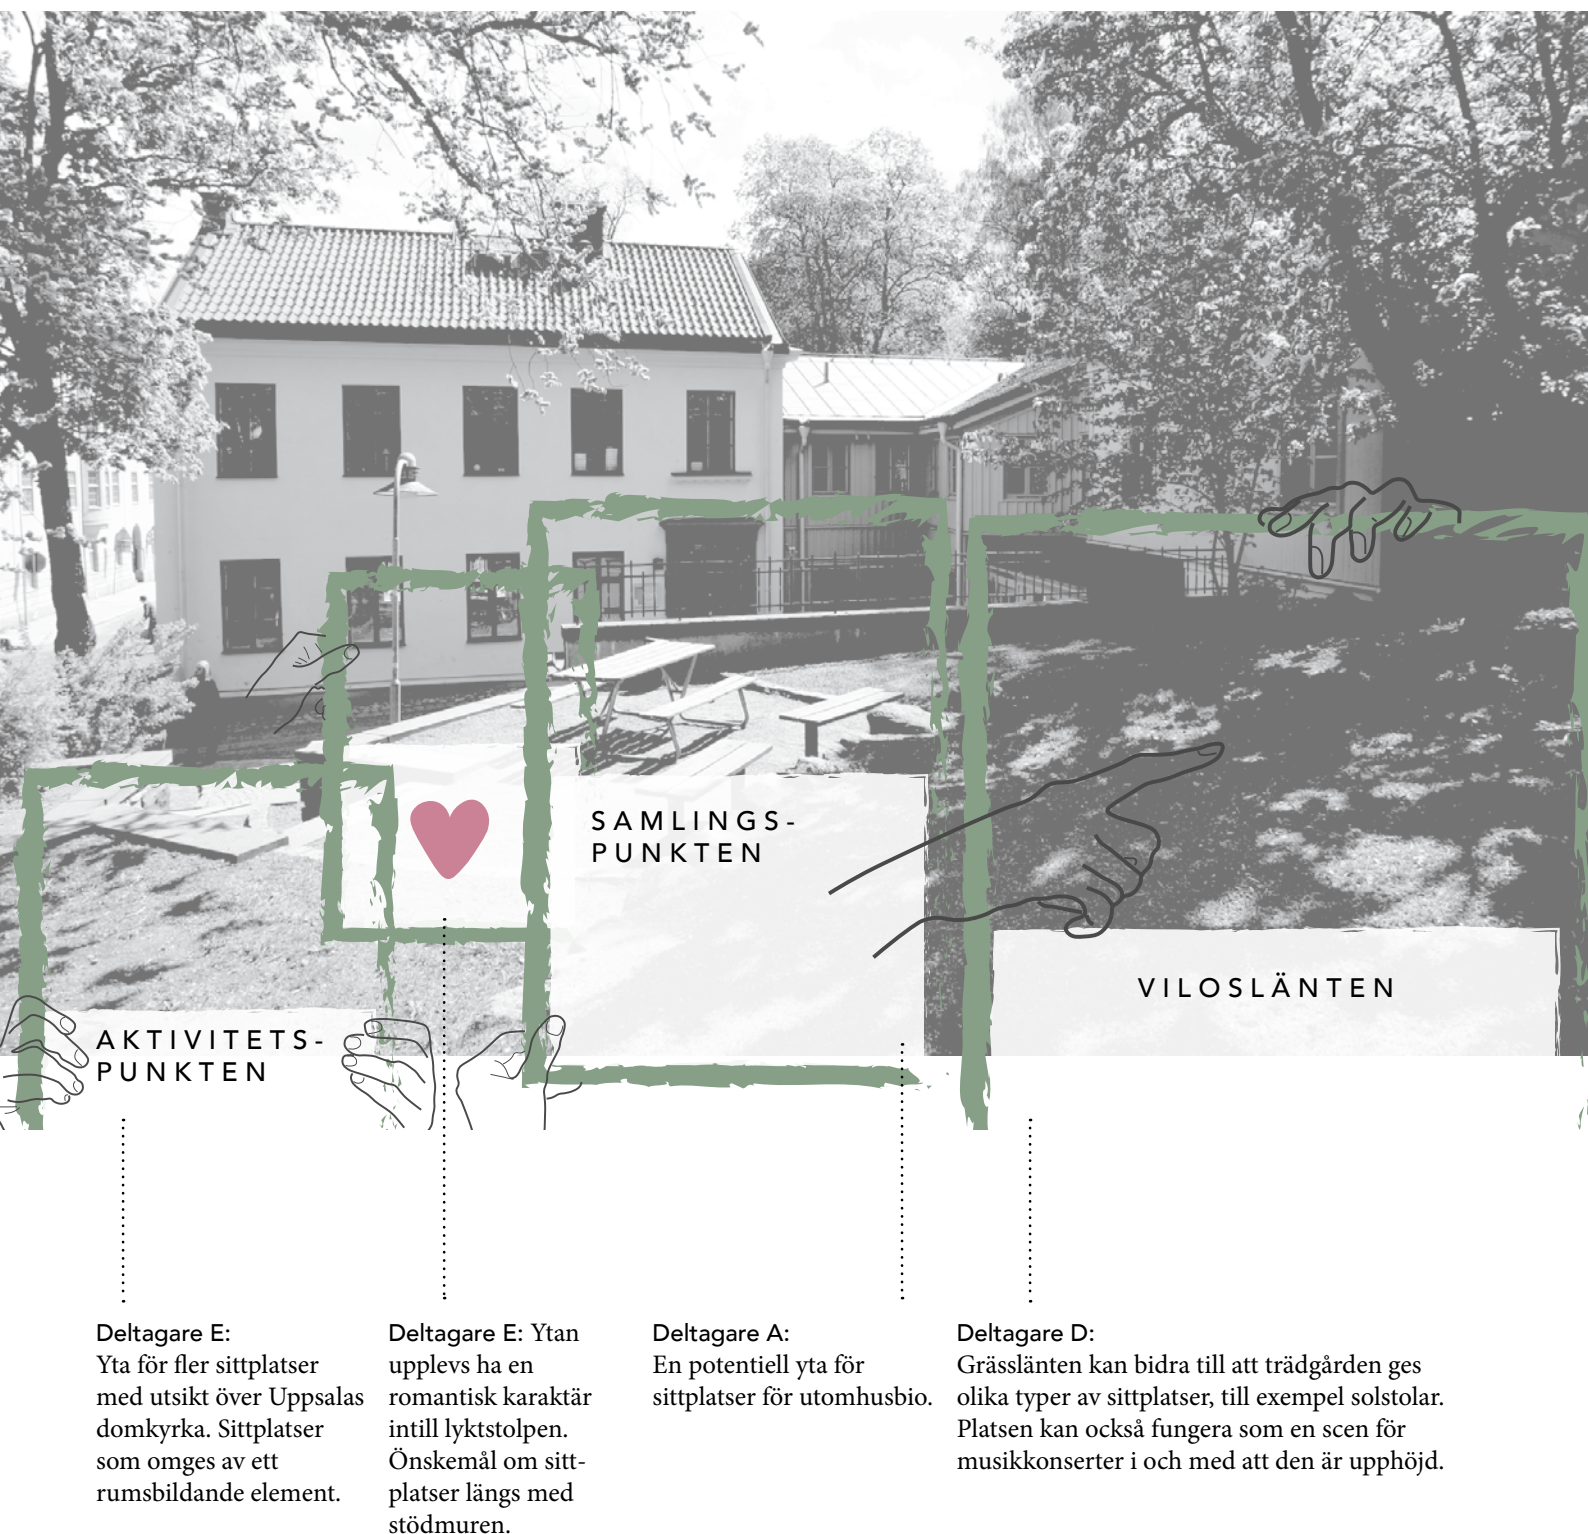 SAMLINGS-
PUNKTEN
VILOSLÄNTEN
AKTIVITETS-
PUNKTEN
Deltagare E:
Yta för fler sittplatser
med utsikt över Uppsalas
domkyrka. Sittplatser
som omges av ett
rumsbildande element.
Deltagare E: Ytan
upplevs ha en
romantisk karaktär
intill lyktstolpen.
Önskemål om sitt-
platser längs med
stödmuren.
Deltagare A:
En potentiell yta för
sittplatser för utomhusbio.
Deltagare D:
Grässlänten kan bidra till att trädgården ges
olika typer av sittplatser, till exempel solstolar.
Platsen kan också fungera som en scen för
musikkonserter i och med att den är upphöjd.